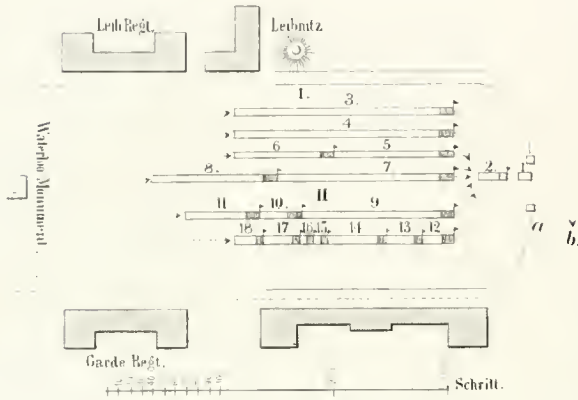 Leib Regt.
Leibnitz
I.
3.
4
6 5
8. 7 2. 1
II
11 10. 9
18 17 16 15 14 13 12
a b.
Waterloo Monument.
Garde Regt.
Schritt.